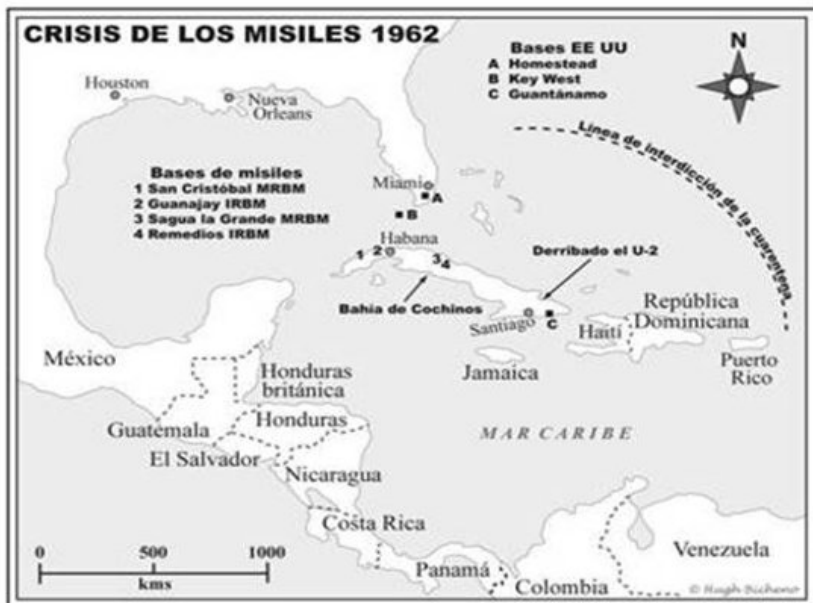 CRISIS DE LOS MISILES 1962
Bases EE UU
A Homestead
B Key West
C Guantánamo
N
Houston
Nueva
Orleans
Línea de interdicción de la cuarentena
Bases de misiles
1 San Cristóbal MRBM
2 Guanajay IRBM
3 Sagua la Grande MRBM
4 Remedios IRBM
Miami
A
B
Habana
1
2
3
4
Derribado el U-2
Bahia de Cochinos
Santiago
C
Haití
República
Dominicana
Puerto
Rico
Jamaica
México
Honduras
británica
Guatemala
Honduras
El Salvador
Nicaragua
MAR CARIBE
Costa Rica
Panamá
Colombia
Venezuela
0 500 1000
kms
© Hugh Bicheno